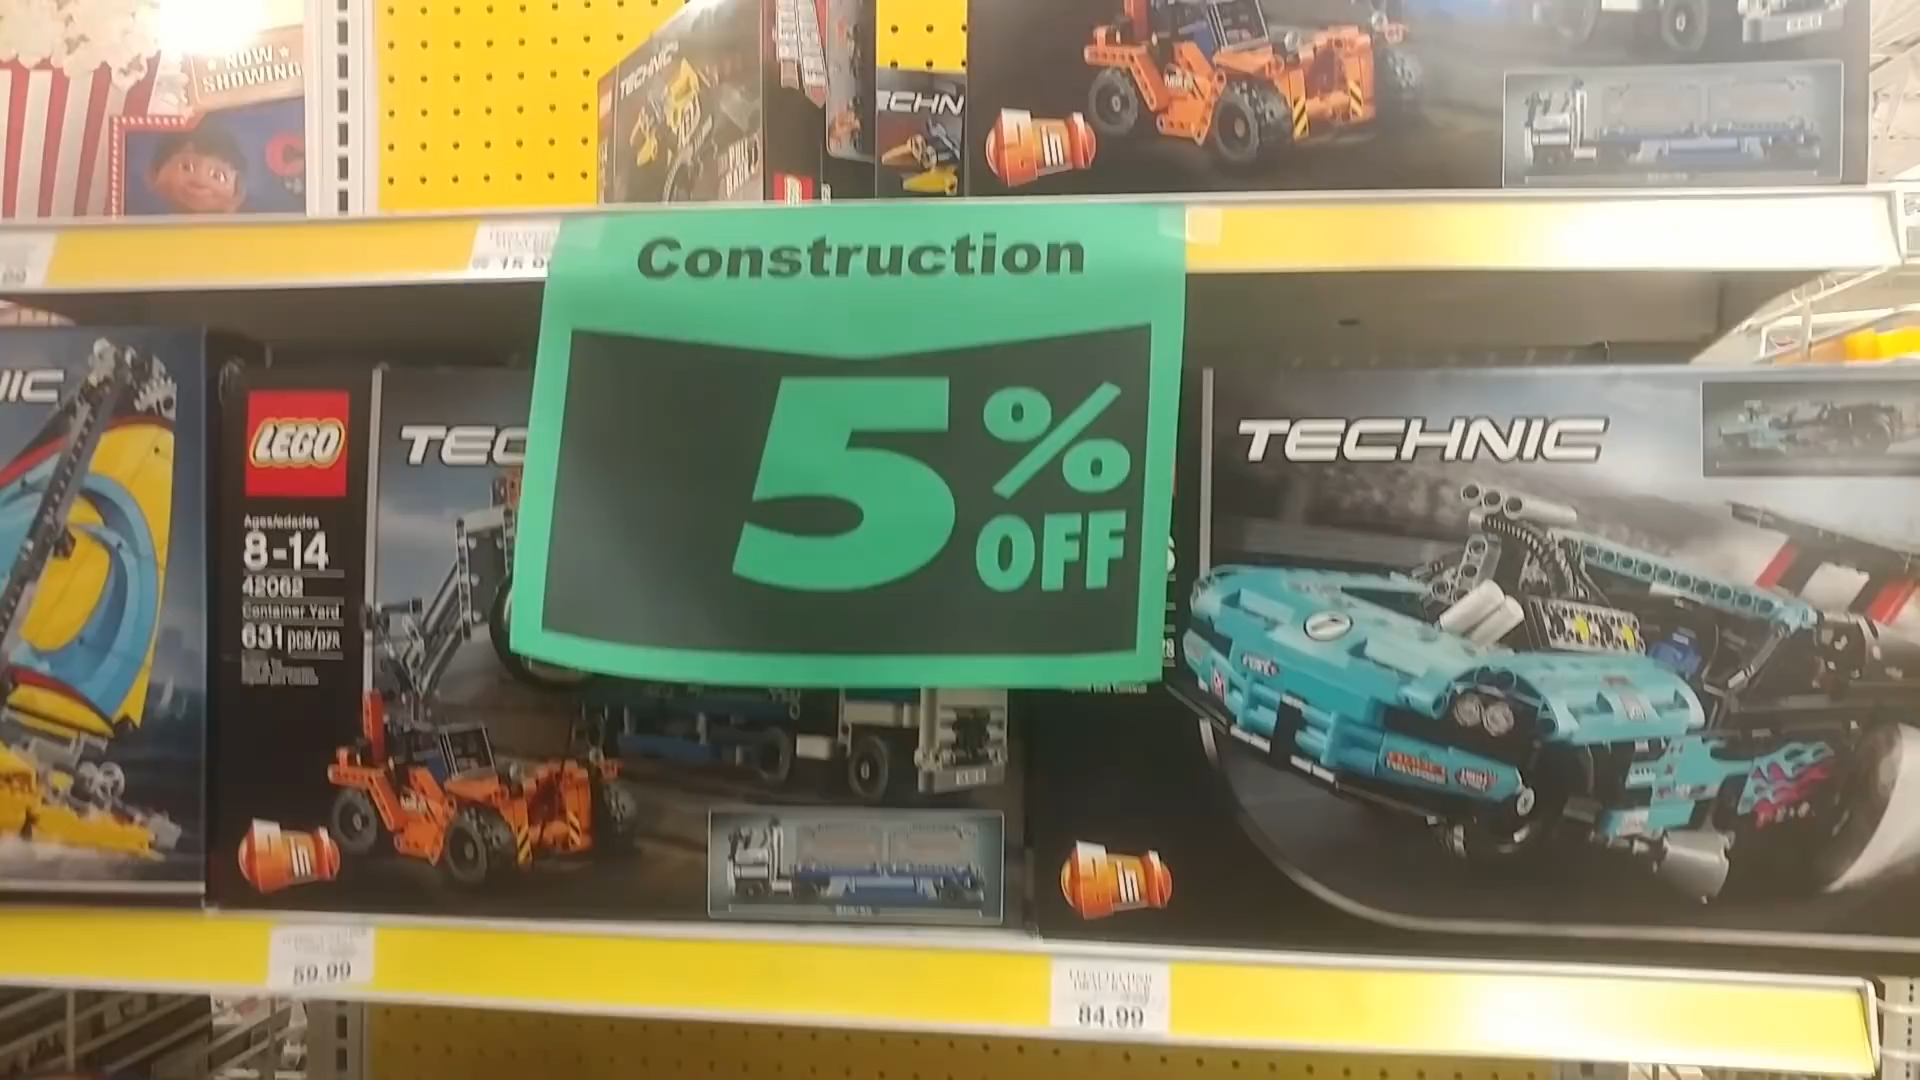 NOW
SHOWING
TECHNIC
TECHN
Construction
5%
OFF
LEGO
TEC
TECHNIC
Ages/edades
8-14
42062
Container Yard
631 pcs/pzs
59.99
84.99